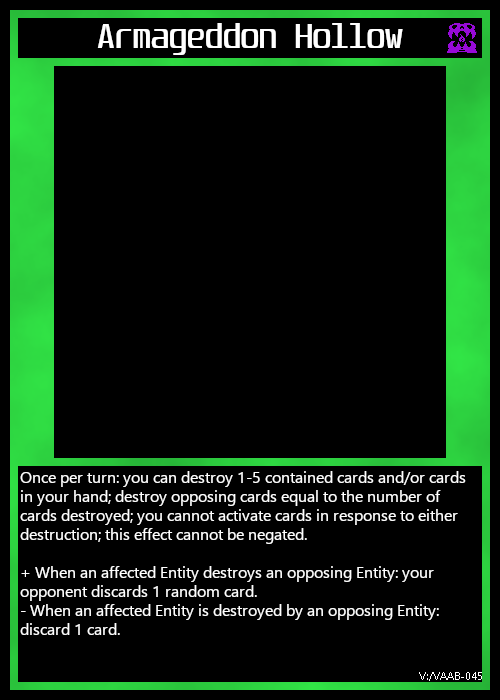 Armageddon Hollow
Once per turn: you can destroy 1-5 contained cards and/or cards
in your hand; destroy opposing cards equal to the number of
cards destroyed; you cannot activate cards in response to either
destruction; this effect cannot be negated.
+ When an affected Entity destroys an opposing Entity: your
opponent discards 1 random card.
- When an affected Entity is destroyed by an opposing Entity:
discard 1 card.
V:/VAAB-045